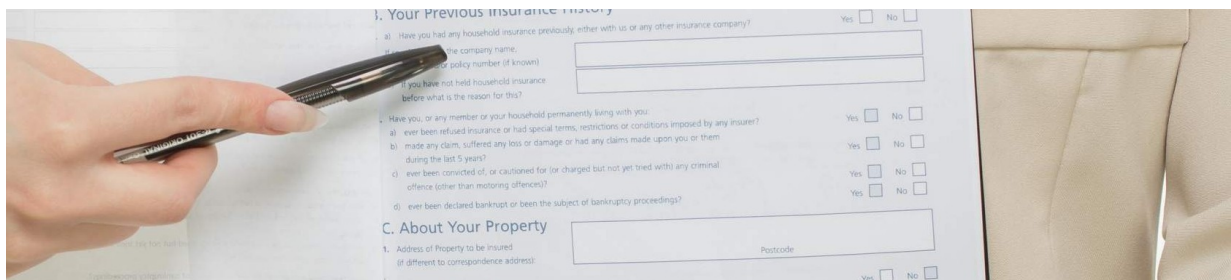 B. Your Previous Insurance History
a) Have you had any household insurance previously, either with us or any other insurance company? Yes No
the company name,
or policy number (if known)
If you have not held household insurance
before what is the reason for this?
Have you, or any member or your household permanently living with you:
a) ever been refused insurance or had special terms, restrictions or conditions imposed by any insurer? Yes No
b) made any claim, suffered any loss or damage or had any claims made upon you or them
during the last 5 years? Yes No
c) ever been convicted of, or cautioned for (or charged but not yet tried with) any criminal
offence (other than motoring offences)? Yes No
d) ever been declared bankrupt or been the subject of bankruptcy proceedings? Yes No
C. About Your Property
1. Address of Property to be insured
(if different to correspondence address): Postcode
Yes No